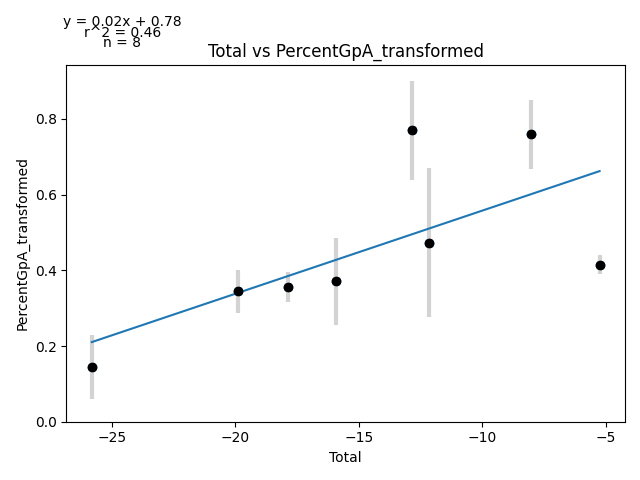 y = 0.02x + 0.78
r^2 = 0.46
n = 8
Total vs PercentGpA_transformed
PercentGpA_transformed
0.8
0.6
0.4
0.2
0.0
−25
−20
−15
−10
−5
Total